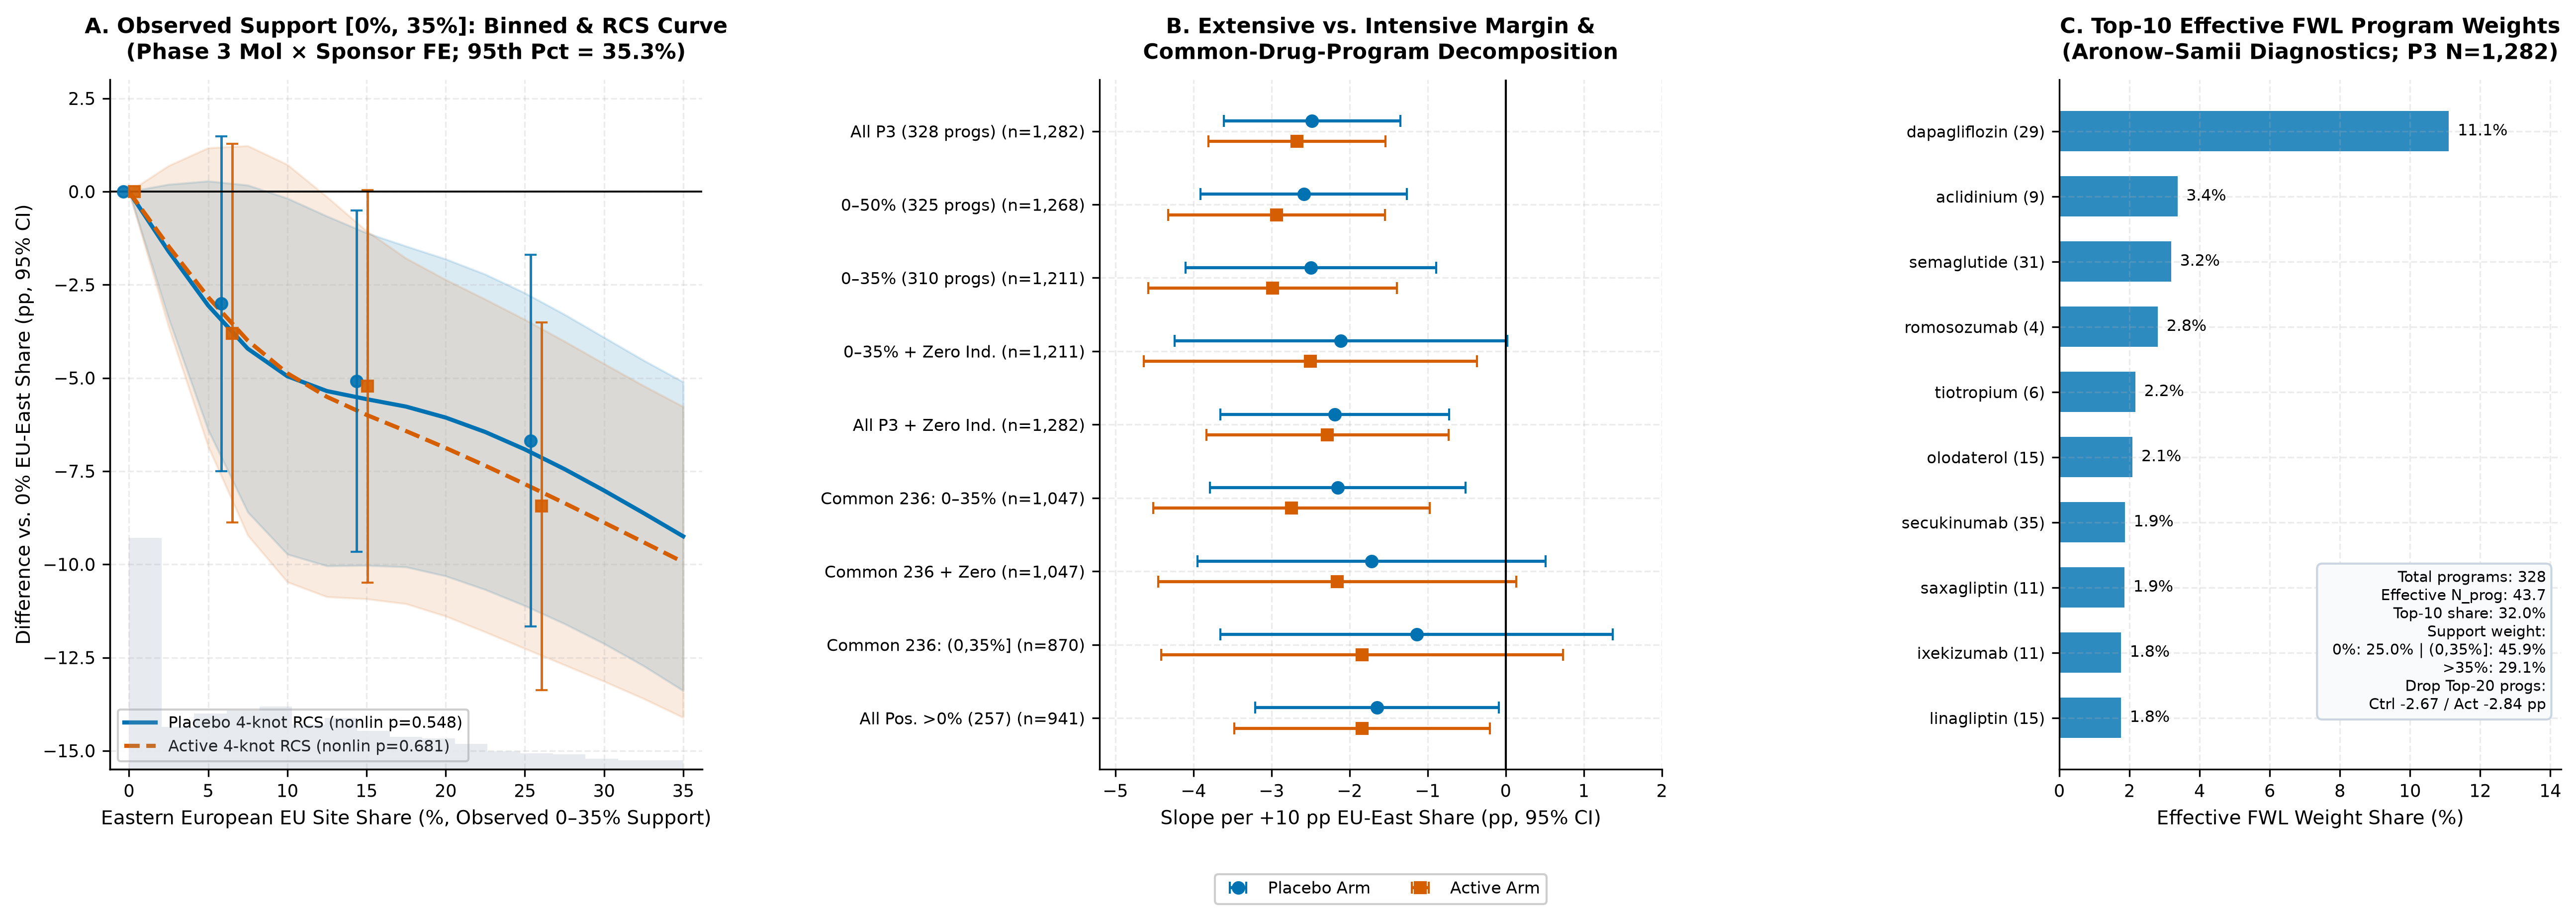 A. Observed Support [0%, 35%]: Binned & RCS Curve
(Phase 3 Mol × Sponsor FE; 95th Pct = 35.3%)
2.5
0.0
−2.5
−5.0
−7.5
−10.0
−12.5
−15.0
Difference vs. 0% EU-East Share (pp, 95% CI)
Placebo 4-knot RCS (nonlin p=0.548)
Active 4-knot RCS (nonlin p=0.681)
0 5 10 15 20 25 30 35
Eastern European EU Site Share (%, Observed 0–35% Support)
B. Extensive vs. Intensive Margin &
Common-Drug-Program Decomposition
All P3 (328 progs) (n=1,282)
0–50% (325 progs) (n=1,268)
0–35% (310 progs) (n=1,211)
0–35% + Zero Ind. (n=1,211)
All P3 + Zero Ind. (n=1,282)
Common 236: 0–35% (n=1,047)
Common 236 + Zero (n=1,047)
Common 236: (0,35%] (n=870)
All Pos. >0% (257) (n=941)
−5 −4 −3 −2 −1 0 1 2
Slope per +10 pp EU-East Share (pp, 95% CI)
Placebo Arm
Active Arm
C. Top-10 Effective FWL Program Weights
(Aronow–Samii Diagnostics; P3 N=1,282)
dapagliflozin (29) 11.1%
aclidinium (9) 3.4%
semaglutide (31) 3.2%
romosozumab (4) 2.8%
tiotropium (6) 2.2%
olodaterol (15) 2.1%
secukinumab (35) 1.9%
saxagliptin (11) 1.9%
ixekizumab (11) 1.8%
linagliptin (15) 1.8%
Total programs: 328
Effective N_prog: 43.7
Top-10 share: 32.0%
Support weight:
0%: 25.0% | (0,35%]: 45.9%
>35%: 29.1%
Drop Top-20 progs:
Ctrl -2.67 / Act -2.84 pp
0 2 4 6 8 10 12 14
Effective FWL Weight Share (%)